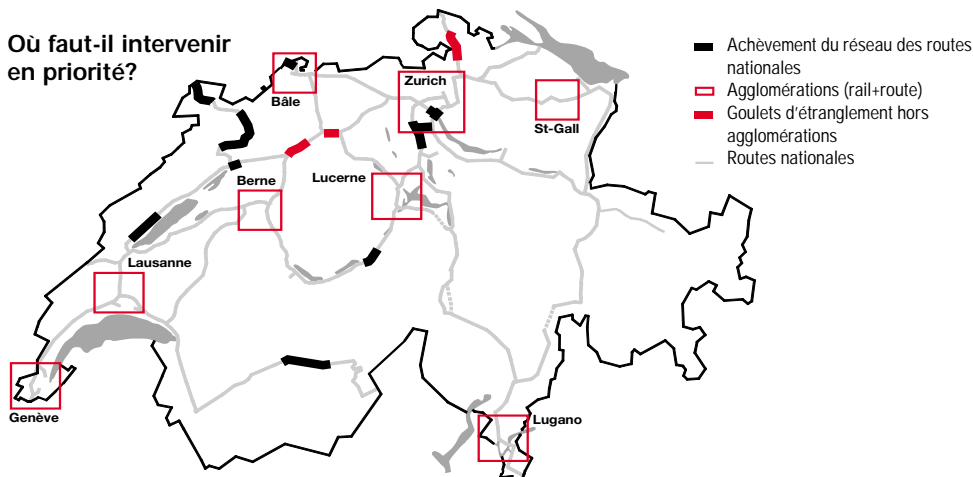 Où faut-il intervenir
en priorité?
Achèvement du réseau des routes
nationales
Agglomérations (rail+route)
Goulets d'étranglement hors
agglomérations
Routes nationales
Bâle
Zurich
St-Gall
Berne
Lucerne
Lausanne
Genève
Lugano